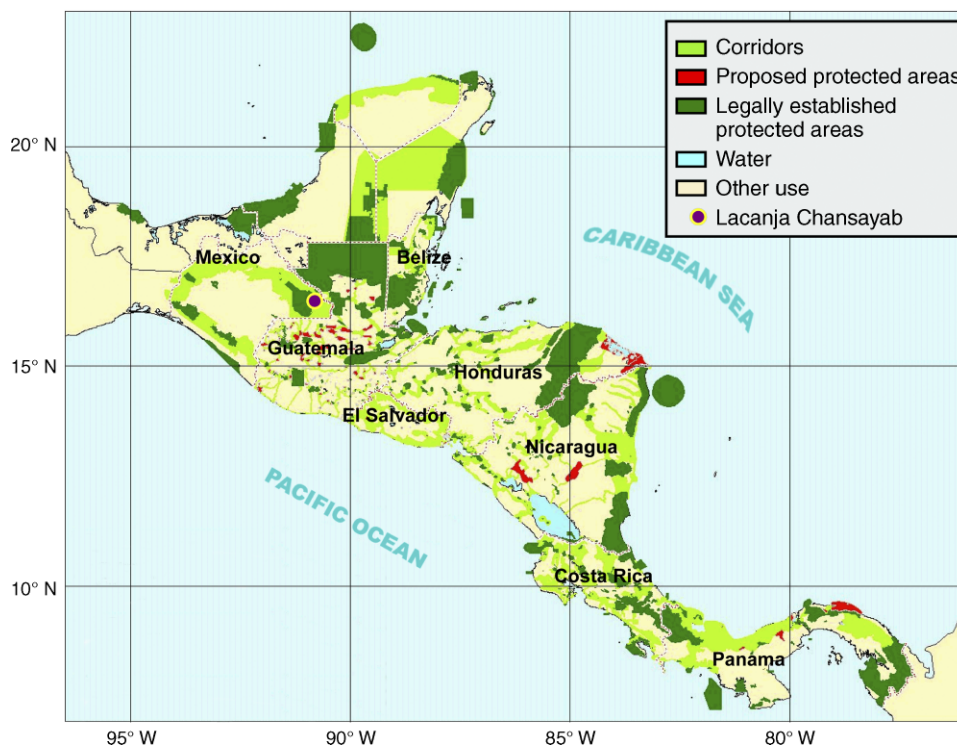 Corridors
Proposed protected areas
Legally established
protected areas
Water
Other use
Lacanja Chansayab
20° N
15° N
10° N
CARIBBEAN SEA
Mexico
Belize
Guatemala
Honduras
El Salvador
Nicaragua
PACIFIC OCEAN
Costa Rica
Panama
95° W
90° W
85° W
80° W